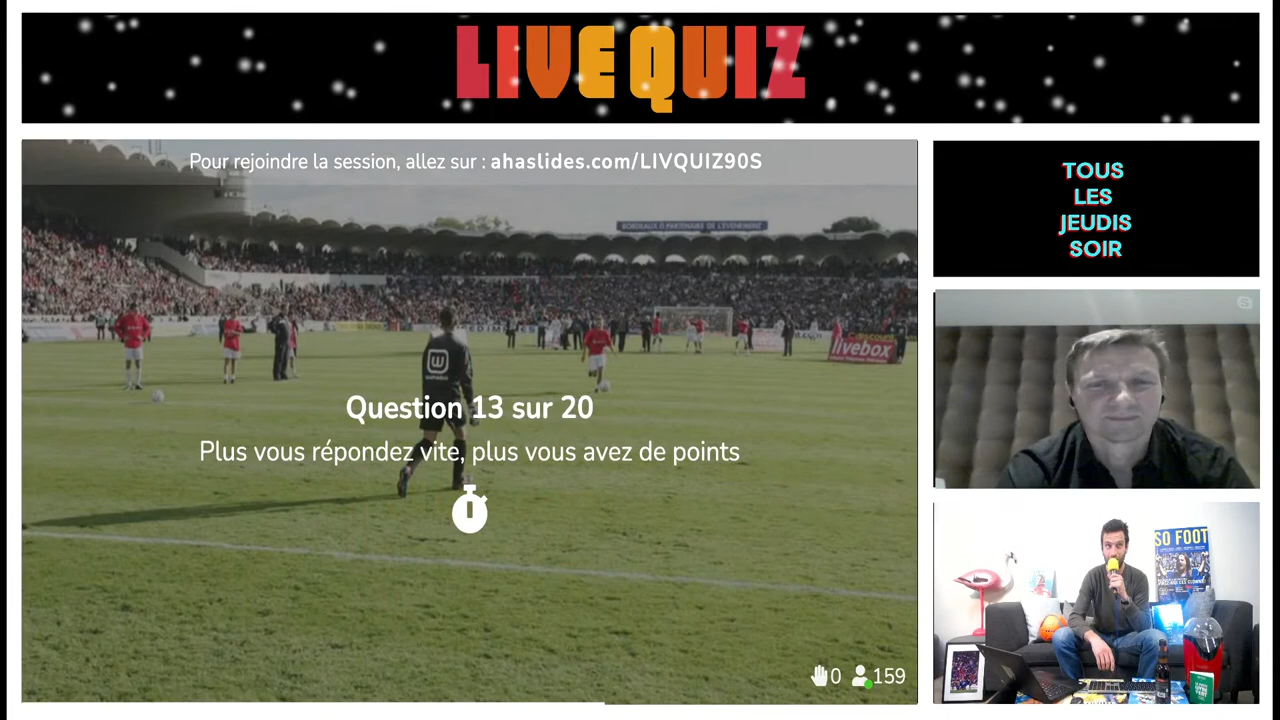 LIVE QUIZ
Pour rejoindre la session, allez sur : ahaslides.com/LIVQUIZ90S
TOUS
LES
JEUDIS
SOIR
BORDEAUX À PARTENAIRE DE L'ÉVÉNEMENT
livebox
Question 13 sur 20
Plus vous répondez vite, plus vous avez de points
0
159
SO FOOT